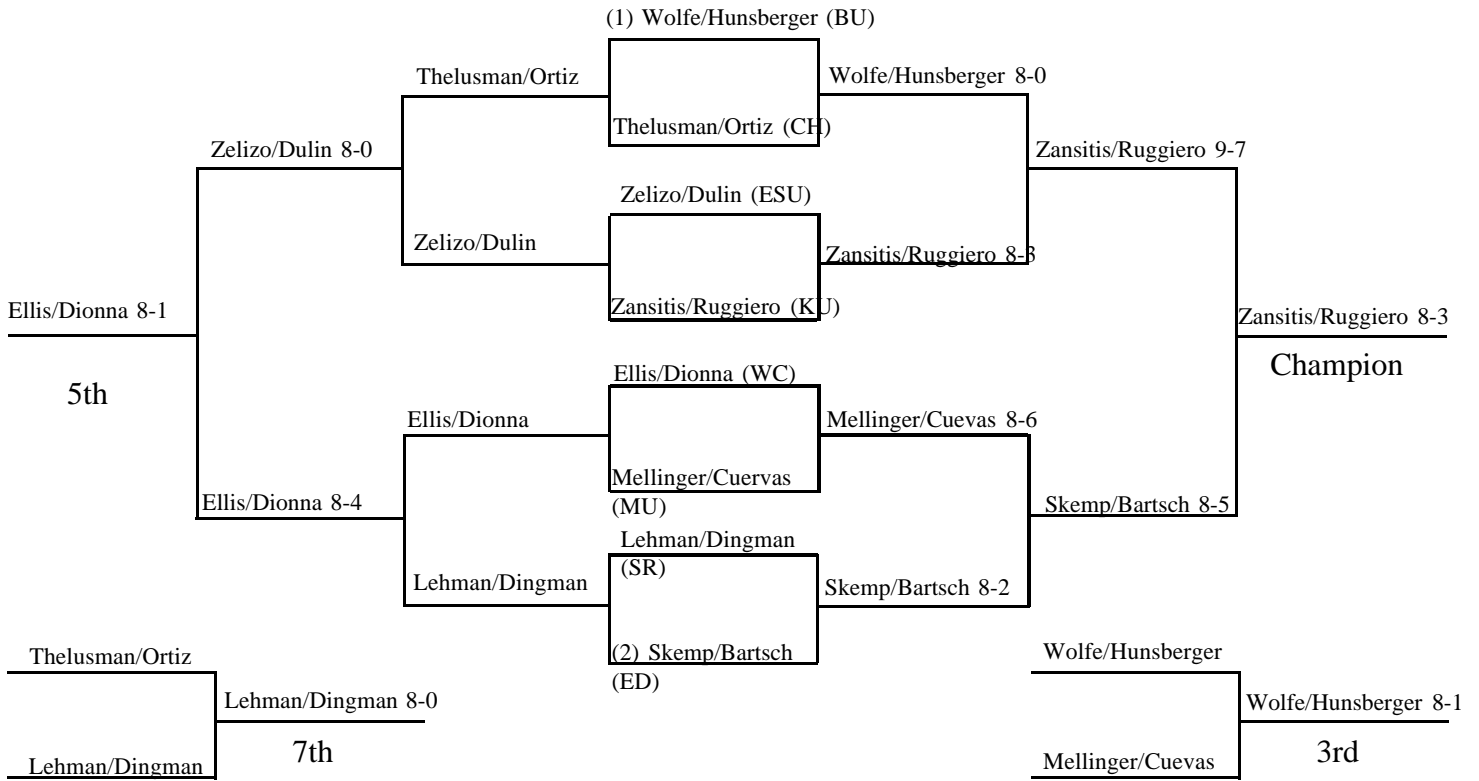 (1) Wolfe/Hunsberger (BU)
Thelusman/Ortiz
Wolfe/Hunsberger 8-0
Thelusman/Ortiz (CH)
Zelizo/Dulin 8-0
Zansitis/Ruggiero 9-7
Zelizo/Dulin (ESU)
Zelizo/Dulin
Zansitis/Ruggiero 8-3
Zansitis/Ruggiero (KU)
Ellis/Dionna 8-1
Zansitis/Ruggiero 8-3
5th
Champion
Ellis/Dionna (WC)
Ellis/Dionna
Mellinger/Cuevas 8-6
Mellinger/Cuervas
(MU)
Ellis/Dionna 8-4
Skemp/Bartsch 8-5
Lehman/Dingman
(SR)
Lehman/Dingman
Skemp/Bartsch 8-2
(2) Skemp/Bartsch
(ED)
Thelusman/Ortiz
Lehman/Dingman 8-0
7th
Lehman/Dingman
Wolfe/Hunsberger
Wolfe/Hunsberger 8-1
3rd
Mellinger/Cuevas